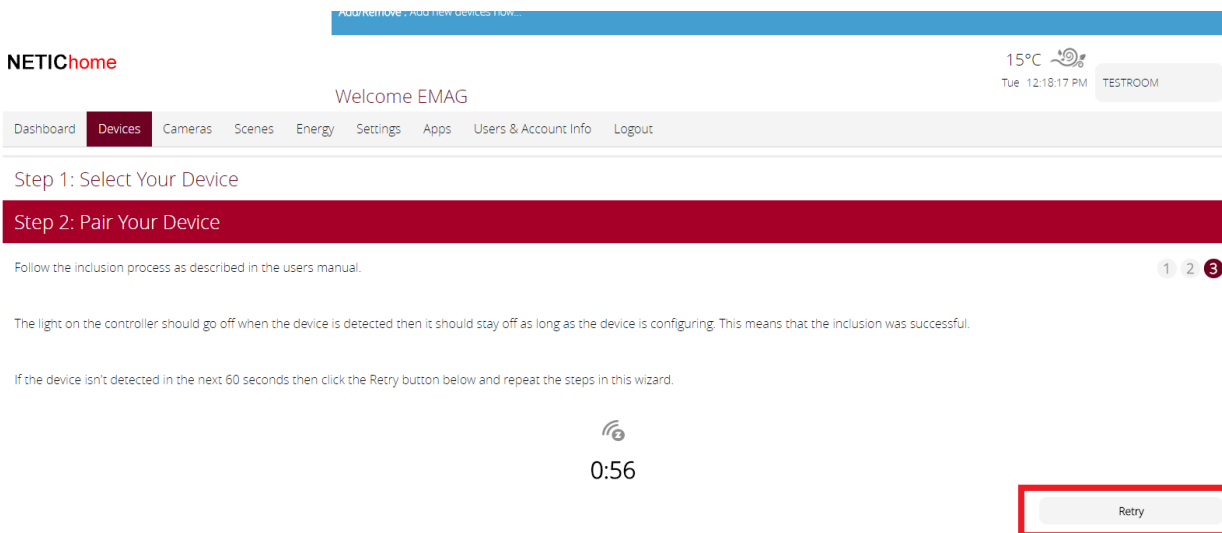 Add/Remove : Add new devices now...
NETIChome
15°C
Tue 12:18:17 PM
TESTROOM
Welcome EMAG
Dashboard Devices Cameras Scenes Energy Settings Apps Users & Account Info Logout
Step 1: Select Your Device
Step 2: Pair Your Device
Follow the inclusion process as described in the users manual.
1 2 3
The light on the controller should go off when the device is detected then it should stay off as long as the device is configuring. This means that the inclusion was successful.
If the device isn't detected in the next 60 seconds then click the Retry button below and repeat the steps in this wizard.
0:56
Retry